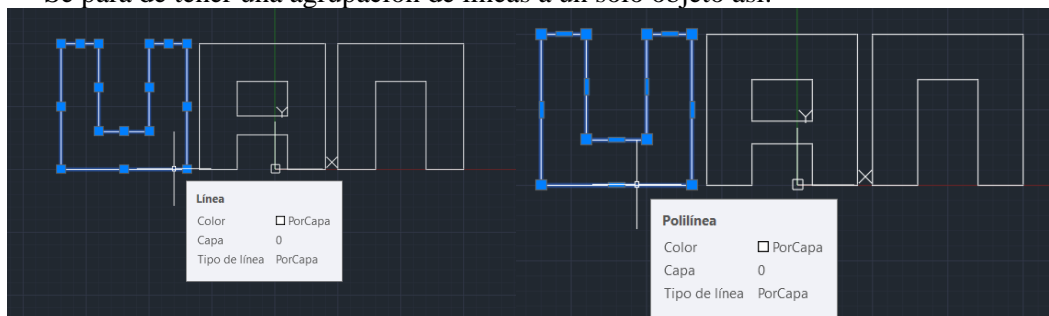 Se para de tener una agrupación de líneas a un solo objeto así:
Y
X
Línea
Color PorCapa
Capa 0
Tipo de línea PorCapa
Y
X
Polilínea
Color PorCapa
Capa 0
Tipo de línea PorCapa